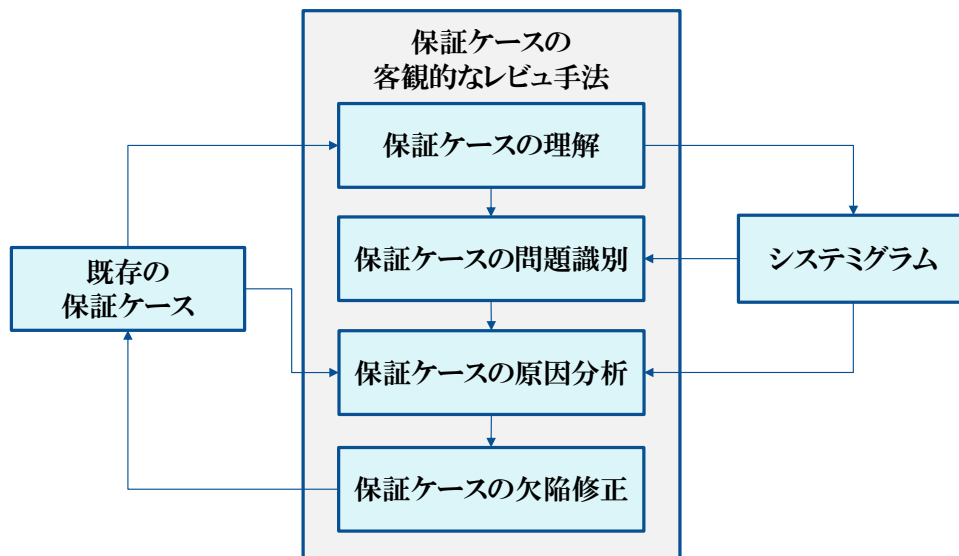 保証ケースの
客観的なレビュ手法
保証ケースの理解
保証ケースの問題識別
システミグラム
既存の
保証ケース
保証ケースの原因分析
保証ケースの欠陥修正